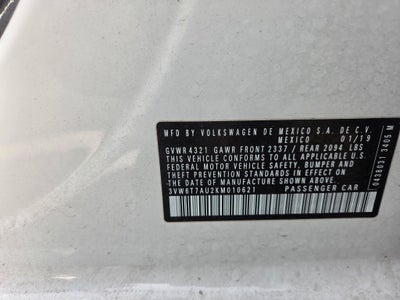 MFD. BY VOLKSWAGEN DE MEXICO S.A. DE C.V.
MEXICO 01/19
GVWR 4321 GAWR FRONT 2337 / REAR 2094 LBS
THIS VEHICLE CONFORMS TO ALL APPLICABLE U.S.
FEDERAL MOTOR VEHICLE SAFETY, BUMPER AND
THEFT PREVENTION STANDARDS IN EFFECT ON THE
DATE OF MANUFACTURE SHOWN ABOVE.
3VW6T7AU2KM010621 PASSENGER CAR
0438031 3405 M